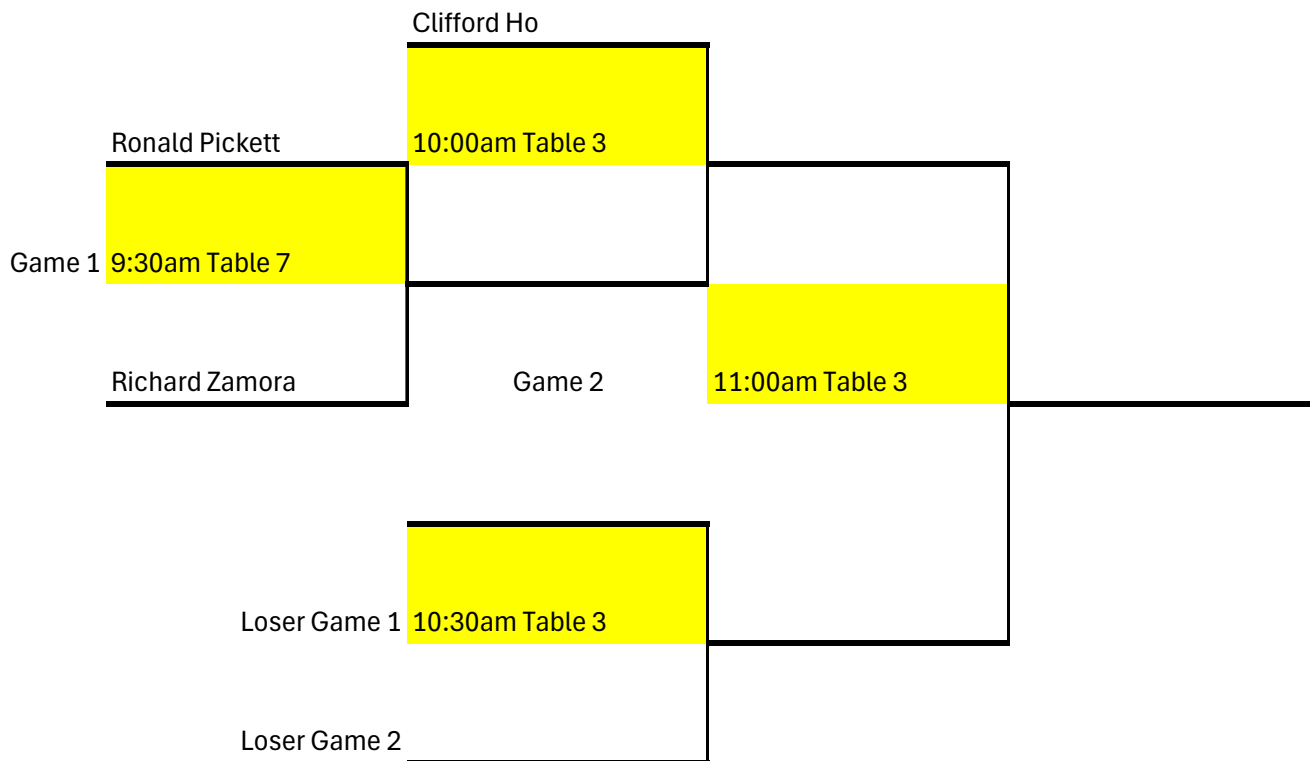 Clifford Ho
Ronald Pickett
10:00am Table 3
Game 1
9:30am Table 7
Richard Zamora
Game 2
11:00am Table 3
Loser Game 1
10:30am Table 3
Loser Game 2